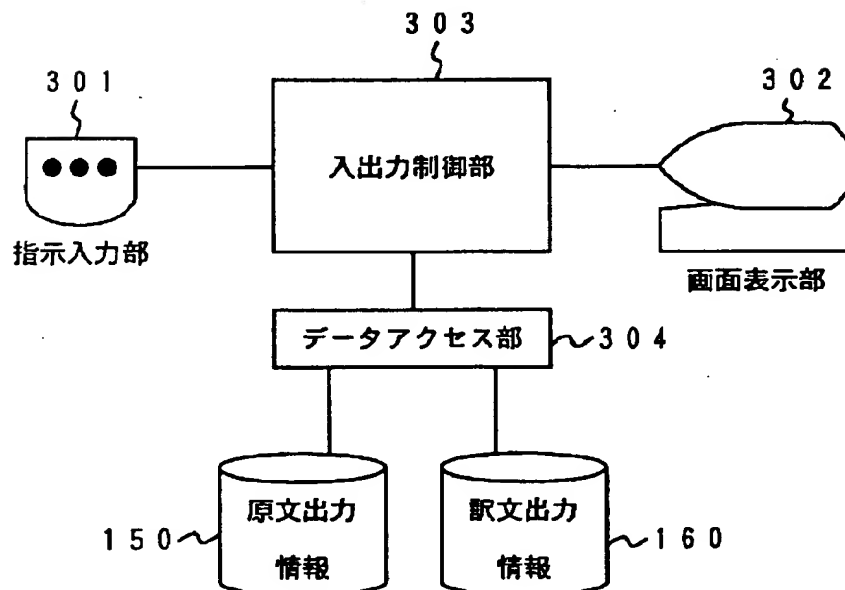 303
301
302
入出力制御部
指示入力部
画面表示部
データアクセス部
304
原文出力
情報
訳文出力
情報
150
160